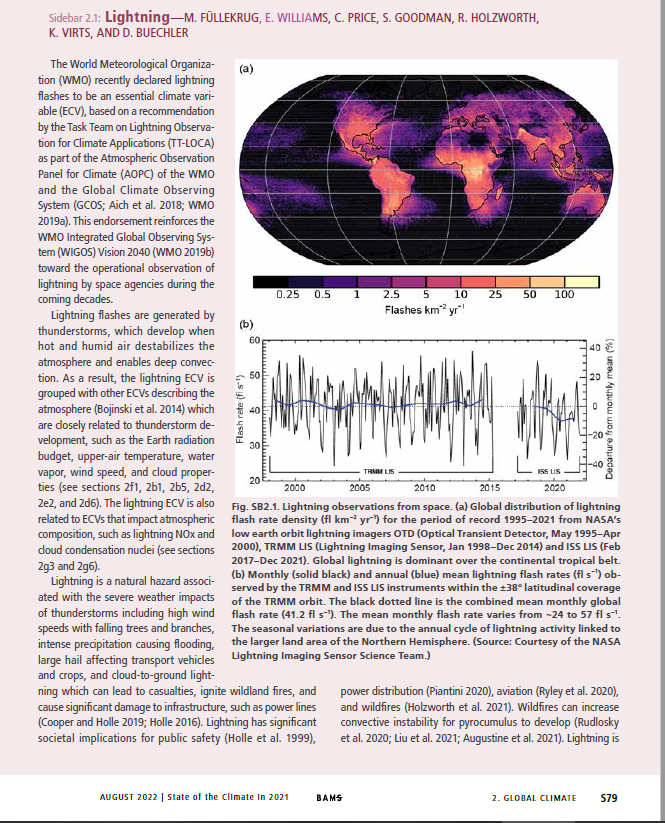 Sidebar 2.1: Lightning—M. FÜLLEKRUG, E. WILLIAMS, C. PRICE, S. GOODMAN, R. HOLZWORTH,
K. VIRTS, AND D. BUECHLER
The World Meteorological Organiza-
tion (WMO) recently declared lightning
flashes to be an essential climate vari-
able (ECV), based on a recommendation
by the Task Team on Lightning Observa-
tion for Climate Applications (TT-LOCA)
as part of the Atmospheric Observation
Panel for Climate (AOPC) of the WMO
and the Global Climate Observing
System (GCOS; Aich et al. 2018; WMO
2019a). This endorsement reinforces the
WMO Integrated Global Observing Sys-
tem (WIGOS) Vision 2040 (WMO 2019b)
toward the operational observation of
lightning by space agencies during the
coming decades.
Lightning flashes are generated by
thunderstorms, which develop when
hot and humid air destabilizes the
atmosphere and enables deep convec-
tion. As a result, the lightning ECV is
grouped with other ECVs describing the
atmosphere (Bojinski et al. 2014) which
are closely related to thunderstorm de-
velopment, such as the Earth radiation
budget, upper-air temperature, water
vapor, wind speed, and cloud proper-
ties (see sections 2f1, 2b1, 2b5, 2d2,
2e2, and 2d6). The lightning ECV is also
related to ECVs that impact atmospheric
composition, such as lightning NOx and
cloud condensation nuclei (see sections
2g3 and 2g6).
Lightning is a natural hazard associ-
ated with the severe weather impacts
of thunderstorms including high wind
speeds with falling trees and branches,
intense precipitation causing flooding,
large hail affecting transport vehicles
and crops, and cloud-to-ground light-
ning which can lead to casualties, ignite wildland fires, and
cause significant damage to infrastructure, such as power lines
(Cooper and Holle 2019; Holle 2016). Lightning has significant
societal implications for public safety (Holle et al. 1999),
(a)
0.25 0.5 1 2.5 5 10 25 50 100
Flashes km⁻² yr⁻¹
(b)
Flash rate (fl s⁻¹)
60
50
40
30
20
2000 2005 2010 2015 2020
TRMM LIS
ISS LIS
40
20
0
−20
−40
Departure from monthly mean (%)
Fig. SB2.1. Lightning observations from space. (a) Global distribution of lightning
flash rate density (fl km⁻² yr⁻¹) for the period of record 1995–2021 from NASA's
low earth orbit lightning imagers OTD (Optical Transient Detector, May 1995–Apr
2000), TRMM LIS (Lightning Imaging Sensor, Jan 1998–Dec 2014) and ISS LIS (Feb
2017–Dec 2021). Global lightning is dominant over the continental tropical belt.
(b) Monthly (solid black) and annual (blue) mean lightning flash rates (fl s⁻¹) ob-
served by the TRMM and ISS LIS instruments within the ±38° latitudinal coverage
of the TRMM orbit. The black dotted line is the combined mean monthly global
flash rate (41.2 fl s⁻¹). The mean monthly flash rate varies from ~24 to 57 fl s⁻¹.
The seasonal variations are due to the annual cycle of lightning activity linked to
the larger land area of the Northern Hemisphere. (Source: Courtesy of the NASA
Lightning Imaging Sensor Science Team.)
power distribution (Piantini 2020), aviation (Ryley et al. 2020),
and wildfires (Holzworth et al. 2021). Wildfires can increase
convective instability for pyrocumulus to develop (Rudlosky
et al. 2020; Liu et al. 2021; Augustine et al. 2021). Lightning is
AUGUST 2022 | State of the Climate in 2021 BAMS 2. GLOBAL CLIMATE S79